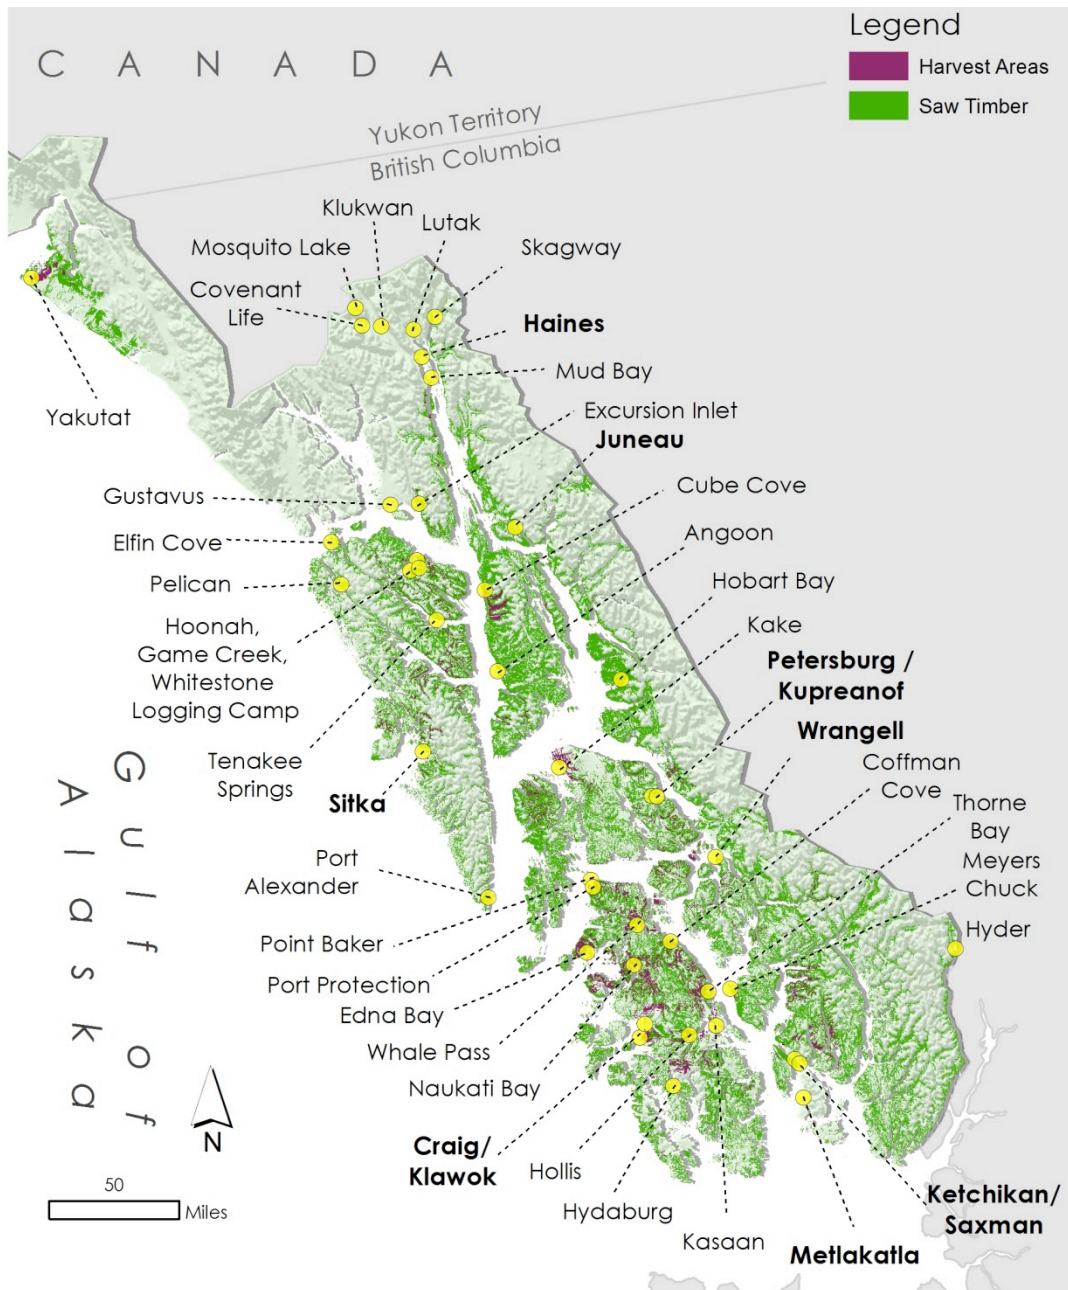 Legend
Harvest Areas
Saw Timber
C A N A D A
Yukon Territory
British Columbia
Klukwan
Lutak
Mosquito Lake
Skagway
Covenant
Life
Haines
Mud Bay
Yakutat
Excursion Inlet
Juneau
Gustavus
Cube Cove
Elfin Cove
Angoon
Pelican
Hobart Bay
Hoonah,
Game Creek,
Whitestone
Logging Camp
Kake
Petersburg /
Kupreanof
Wrangell
Tenakee
Springs
Sitka
Coffman
Cove
Thorne
Bay
Gulf of
Alaska
Port
Alexander
Meyers
Chuck
Hyder
Point Baker
Port Protection
Edna Bay
Whale Pass
Naukati Bay
N
Craig/
Klawok
Hollis
50
Miles
Hydaburg
Kasaan
Ketchikan/
Saxman
Metlakatla